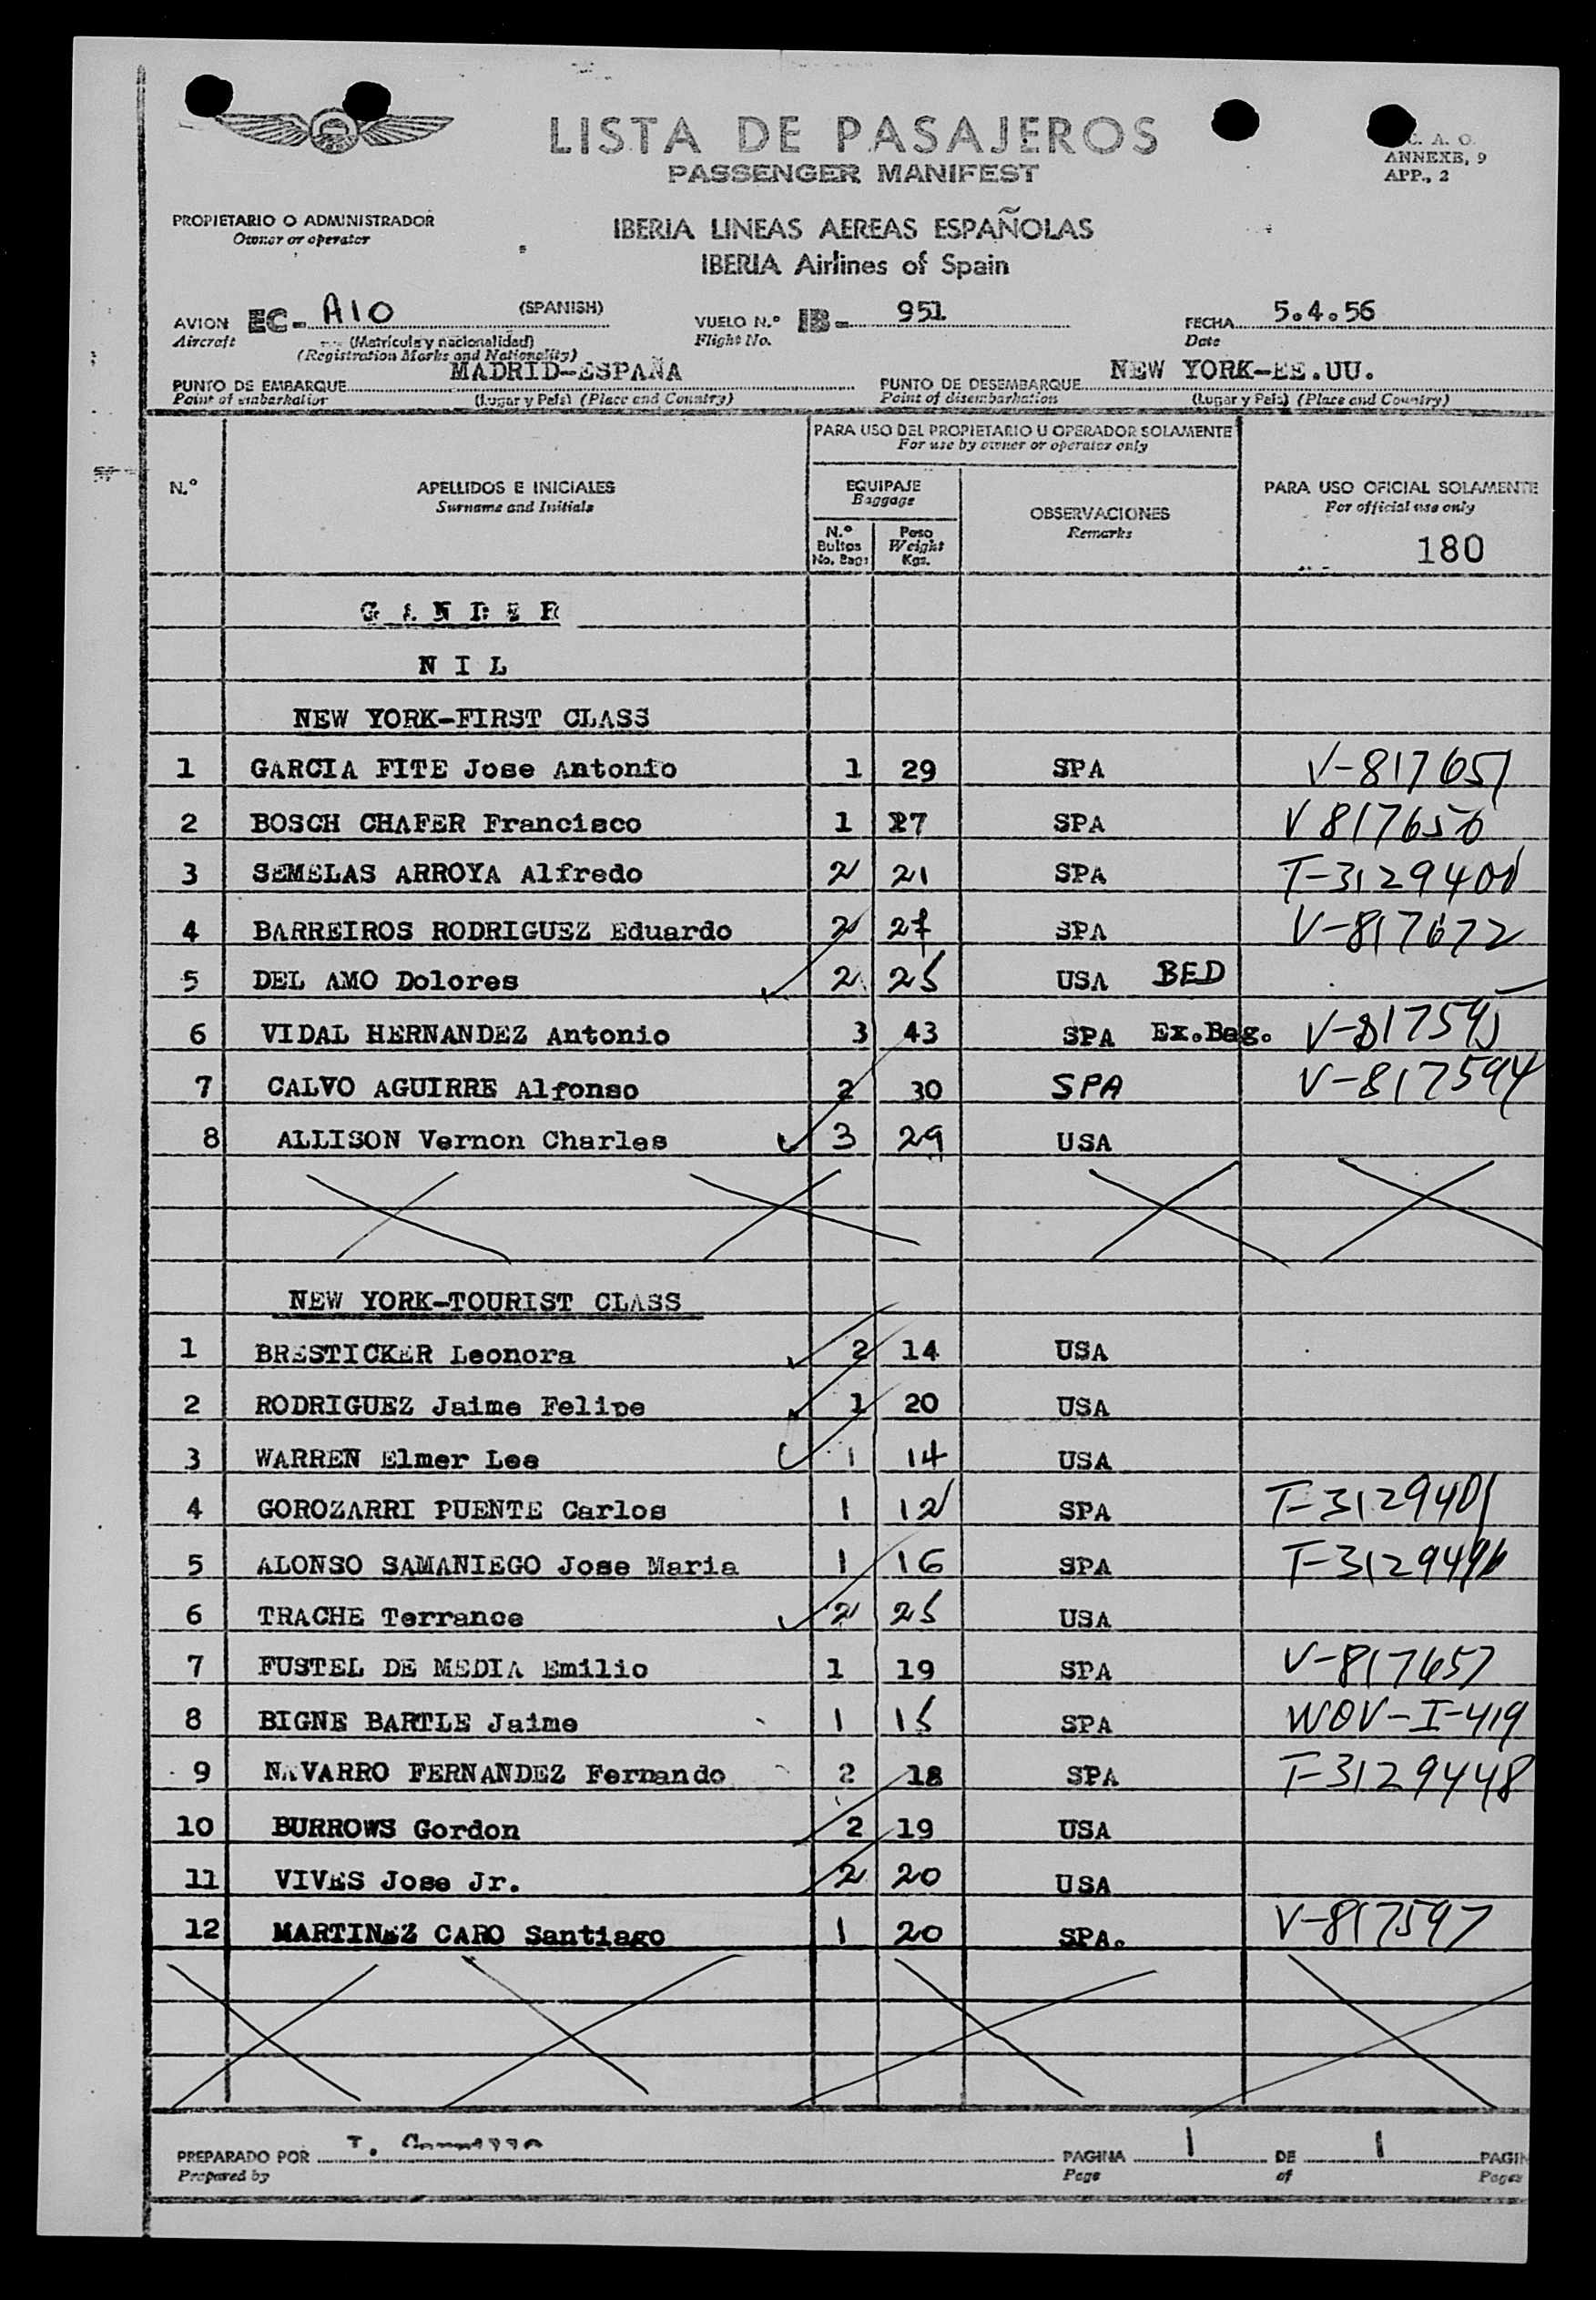 LISTA DE PASAJEROS
PASSENGER MANIFEST
C. A. O.
ANNEXE, 9
APP., 2
PROPIETARIO O ADMINISTRADOR
Owner or operator
IBERIA LINEAS AEREAS ESPAÑOLAS
IBERIA Airlines of Spain
AVION EC- AIO (SPANISH) VUELO N.º IB- 951 FECHA 5.4.56
Aircraft (Matricula y nacionalidad) Flight No. Date
(Registration Marks and Nationality)
PUNTO DE EMBARQUE MADRID-ESPAÑA PUNTO DE DESEMBARQUE NEW YORK-EE.UU.
Point of embarkation (Lugar y País) (Place and Country) Point of disembarkation (Lugar y País) (Place and Country)
PARA USO DEL PROPIETARIO U OPERADOR SOLAMENTE
For use by owner or operator only
N.º APELLIDOS E INICIALES EQUIPAJE PARA USO OFICIAL SOLAMENTE
Surname and Initials Baggage OBSERVACIONES For official use only
N.º Bultos No. Bags Peso Weight Kgs. Remarks 180
GANDER
NIL
NEW YORK-FIRST CLASS
1 GARCIA FITE Jose Antonio 1 29 SPA V-817651
2 BOSCH CHAFER Francisco 1 27 SPA V 817650
3 SEMELAS ARROYA Alfredo 2 21 SPA
4 BARREIROS RODRIGUEZ Eduardo 2 27 SPA V-817672
5 DEL AMO Dolores 2 25 USA BED
6 VIDAL HERNANDEZ Antonio 3 43 SPA Ex.Bag. V-817595
7 CALVO AGUIRRE Alfonso 2 30 SPA V-817594
8 ALLISON Vernon Charles 3 29 USA
NEW YORK-TOURIST CLASS
1 BRESTICKER Leonora 2 14 USA
2 RODRIGUEZ Jaime Felipe 1 20 USA
3 WARREN Elmer Lee 1 14 USA
4 GOROZARRI PUENTE Carlos 1 12 SPA T-3129401
5 ALONSO SAMANIEGO Jose Maria 1 16 SPA
6 TRACHE Terrance 2 25 USA
7 FUSTEL DE MEDIA Emilio 1 19 SPA V-817657
8 BIGNE BARTLE Jaime 1 15 SPA WOV-I-419
9 NAVARRO FERNANDEZ Fernando 2 18 SPA T-3129448
10 BURROWS Gordon 2 19 USA
11 VIVES Jose Jr. 2 20 USA
12 MARTINEZ CARO Santiago 1 20 SPA. V-817597
PREPARADO POR PAGINA 1 DE 1 PAGIN
Prepared by Page of Pages